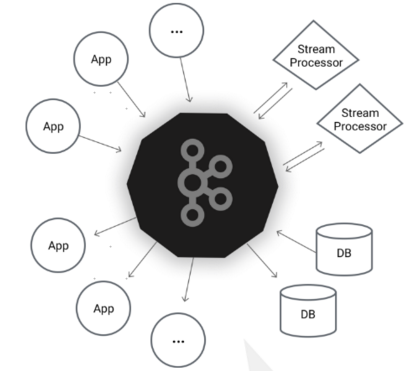 ...
App
Stream
Processor
App
Stream
Processor
App
DB
App
DB
...